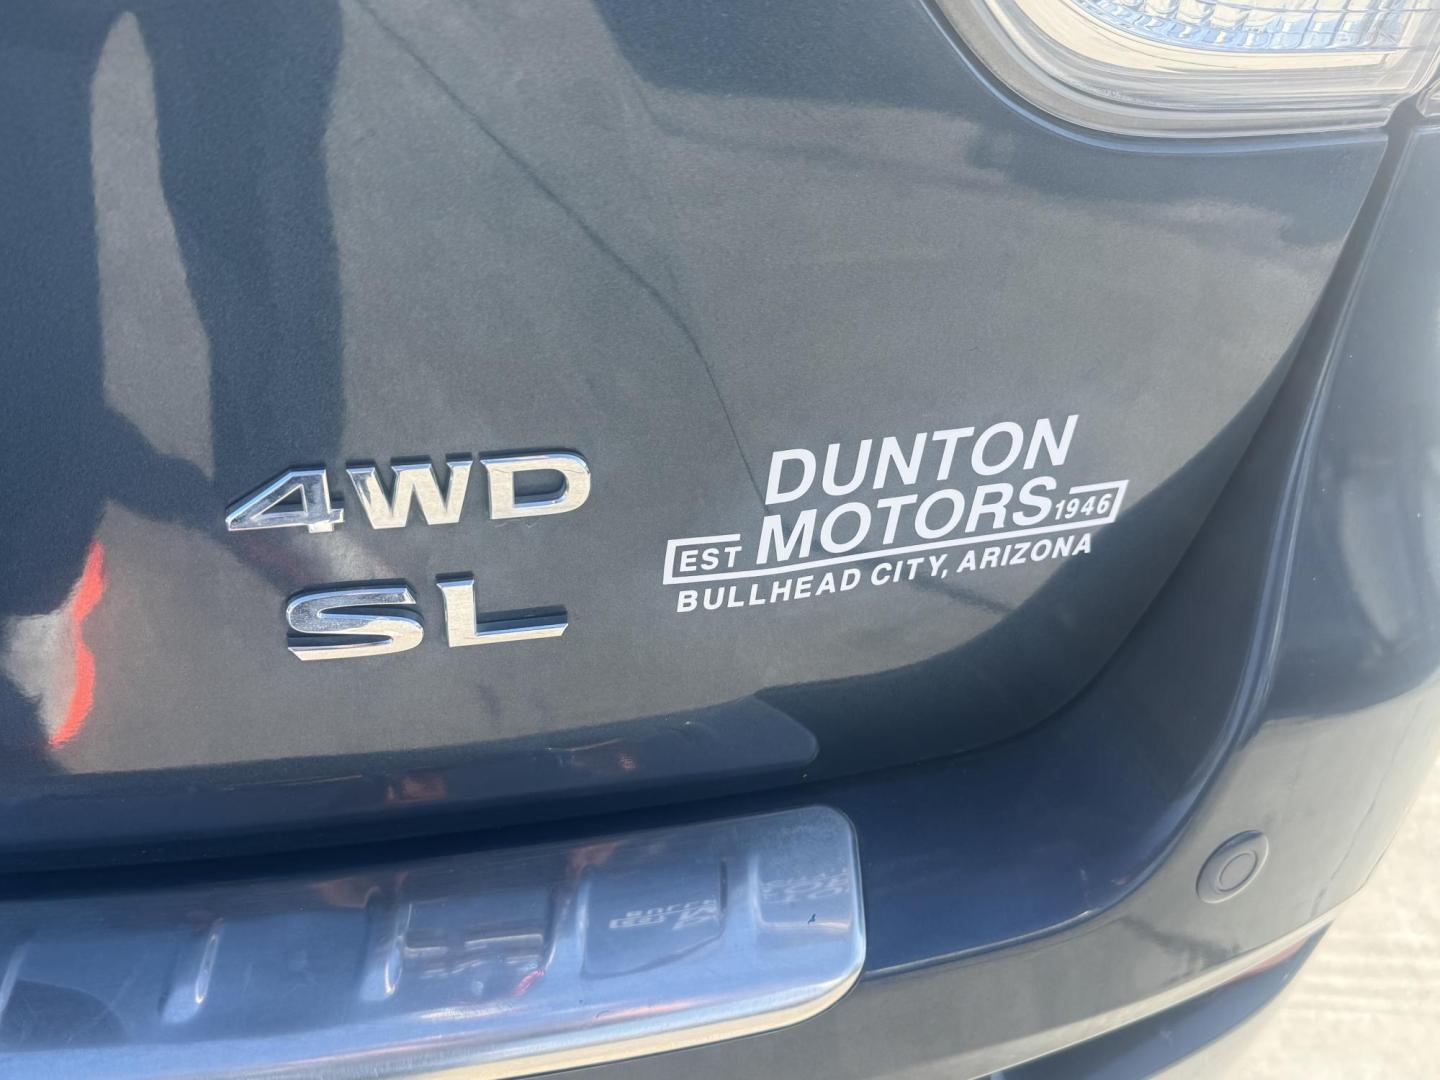 4WD
SL
DUNTON
MOTORS
EST 1946
BULLHEAD CITY, ARIZONA